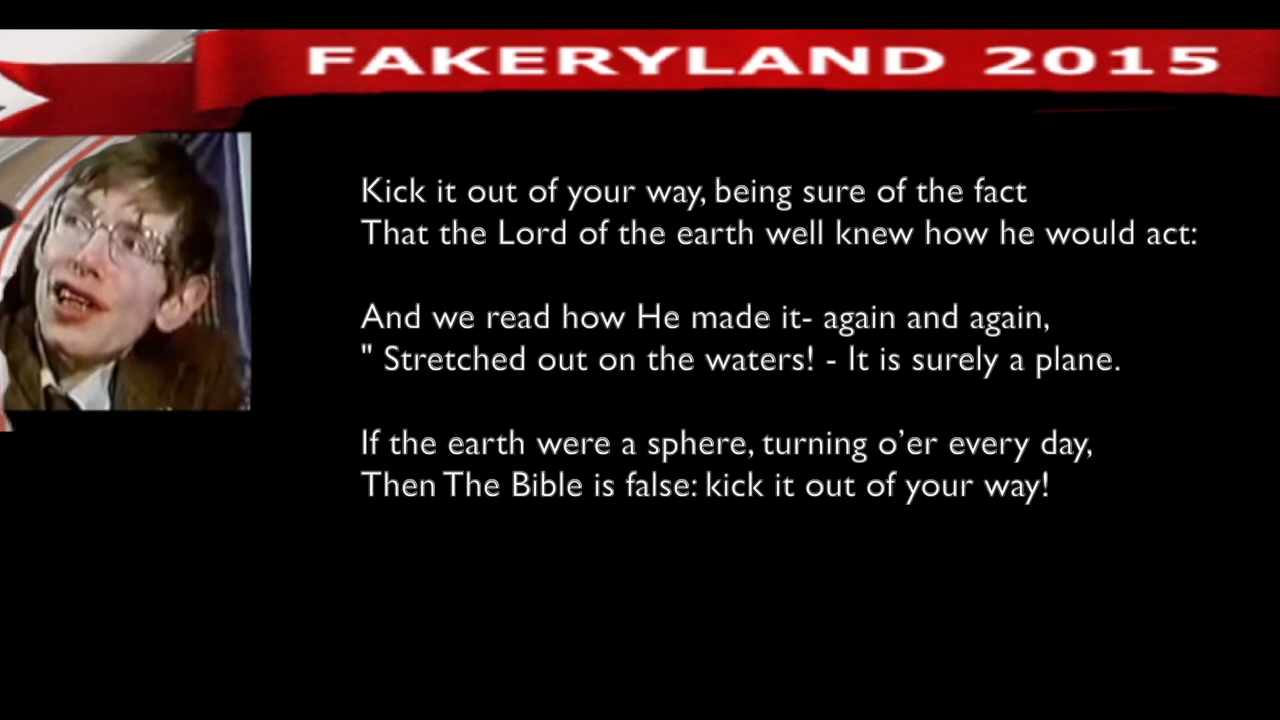 FAKERYLAND 2015
Kick it out of your way, being sure of the fact
That the Lord of the earth well knew how he would act:
And we read how He made it- again and again,
" Stretched out on the waters! - It is surely a plane.
If the earth were a sphere, turning o’er every day,
Then The Bible is false: kick it out of your way!